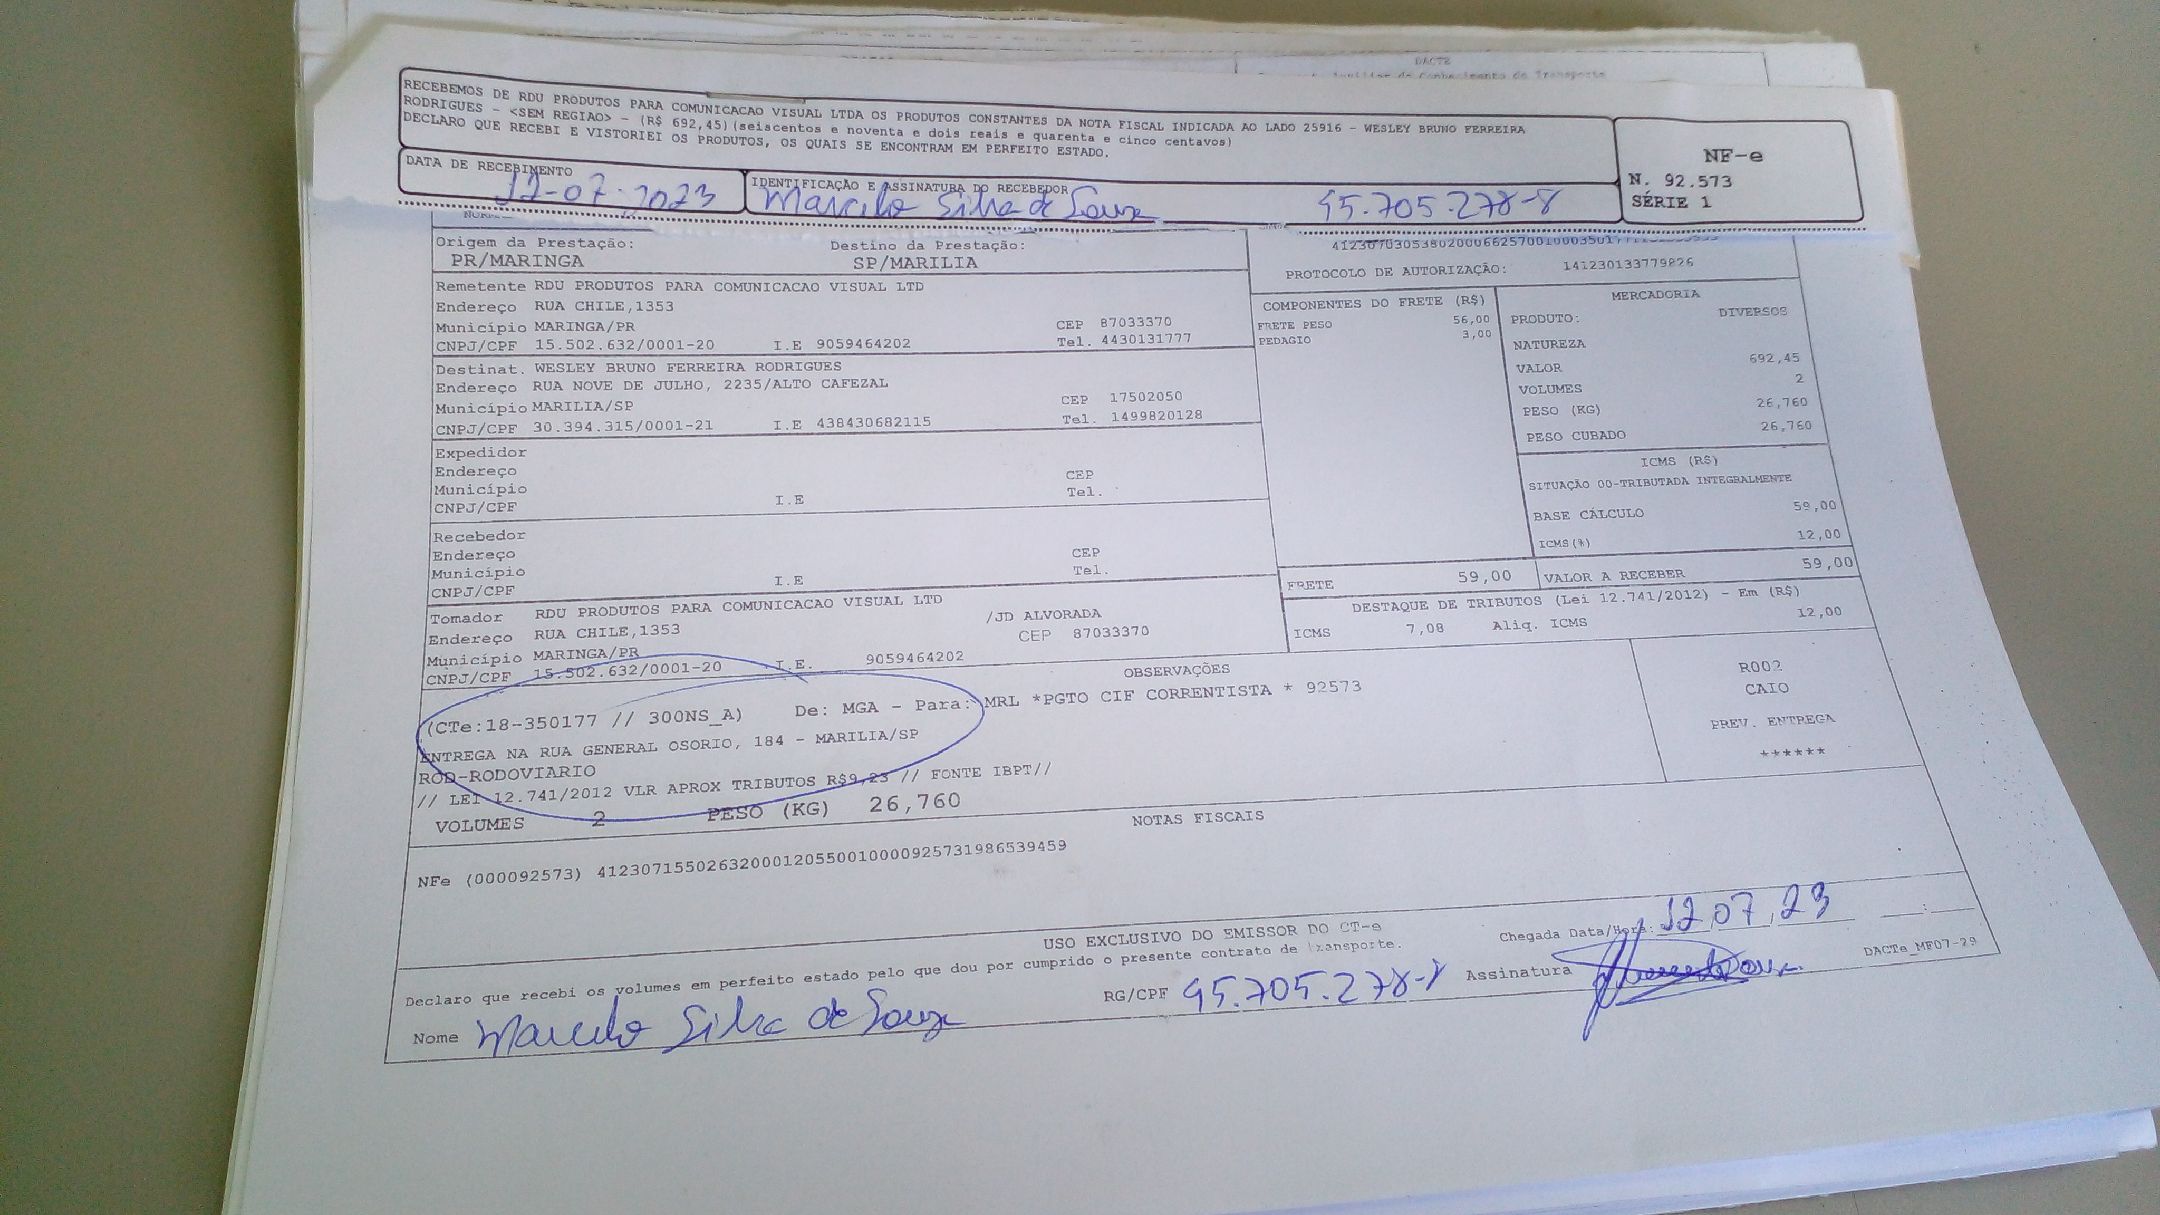 DACTE
RECEBEMOS DE RDU PRODUTOS PARA COMUNICACAO VISUAL LTDA OS PRODUTOS CONSTANTES DA NOTA FISCAL INDICADA AO LADO 25916 - WESLEY BRUNO FERREIRA
RODRIGUES - <SEM REGIAO> - (R$ 692,45)(seiscentos e noventa e dois reais e quarenta e cinco centavos)
DECLARO QUE RECEBI E VISTORIEI OS PRODUTOS, OS QUAIS SE ENCONTRAM EM PERFEITO ESTADO.
NF-e
N. 92.573
SÉRIE 1
DATA DE RECEBIMENTO
12-07-2023
IDENTIFICAÇÃO E ASSINATURA DO RECEBEDOR
Marcelo Silva de Souza 45.705.278-8
Origem da Prestação: Destino da Prestação:
PR/MARINGA SP/MARILIA
PROTOCOLO DE AUTORIZAÇÃO: 141230133779826
Remetente RDU PRODUTOS PARA COMUNICACAO VISUAL LTD
Endereço RUA CHILE,1353
Município MARINGA/PR CEP 87033370
CNPJ/CPF 15.502.632/0001-20 I.E 9059464202 Tel. 4430131777
Destinat. WESLEY BRUNO FERREIRA RODRIGUES
Endereço RUA NOVE DE JULHO, 2235/ALTO CAFEZAL
Município MARILIA/SP CEP 17502050
CNPJ/CPF 30.394.315/0001-21 I.E 438430682115 Tel. 1499820128
Expedidor
Endereço CEP
Município Tel.
CNPJ/CPF I.E
Recebedor
Endereço CEP
Município Tel.
CNPJ/CPF I.E
Tomador RDU PRODUTOS PARA COMUNICACAO VISUAL LTD
Endereço RUA CHILE,1353 /JD ALVORADA
Município MARINGA/PR CEP 87033370
CNPJ/CPF 15.502.632/0001-20 I.E. 9059464202
COMPONENTES DO FRETE (R$)
FRETE PESO 56,00
PEDAGIO 3,00
MERCADORIA
PRODUTO: DIVERSOS
NATUREZA
VALOR 692,45
VOLUMES 2
PESO (KG) 26,760
PESO CUBADO 26,760
ICMS (R$)
SITUAÇÃO 00-TRIBUTADA INTEGRALMENTE
BASE CÁLCULO 59,00
ICMS(%) 12,00
FRETE 59,00 VALOR A RECEBER 59,00
DESTAQUE DE TRIBUTOS (Lei 12.741/2012) - Em (R$)
ICMS 7,08 Aliq. ICMS 12,00
OBSERVAÇÕES
(CTe:18-350177 // 300NS_A) De: MGA - Para: MRL *PGTO CIF CORRENTISTA * 92573
ENTREGA NA RUA GENERAL OSORIO, 184 - MARILIA/SP
ROD-RODOVIARIO
// LEI 12.741/2012 VLR APROX TRIBUTOS R$9,23 // FONTE IBPT//
VOLUMES 2 PESO (KG) 26,760
R002
CAIO
PREV. ENTREGA
******
NOTAS FISCAIS
NFe (000092573) 41230715502632000120550010000925731986539459
USO EXCLUSIVO DO EMISSOR DO CT-e
Declaro que recebi os volumes em perfeito estado pelo que dou por cumprido o presente contrato de transporte.
Chegada Data/Hora: 12,07,23 __:__
Nome Marcelo Silva de Souza RG/CPF 45.705.278-8 Assinatura
DACTe_MF07-29